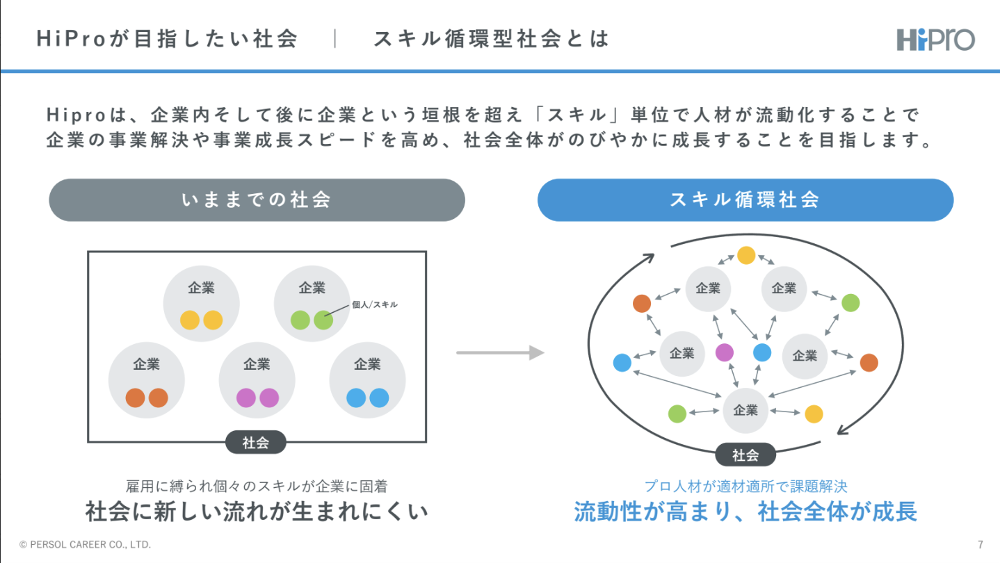 HiProが目指したい社会 ｜ スキル循環型社会とは
HiPro
Hiproは、企業内そして後に企業という垣根を超え「スキル」単位で人材が流動化することで
企業の事業解決や事業成長スピードを高め、社会全体がのびやかに成長することを目指します。
いままでの社会
企業
企業
個人/スキル
企業
企業
企業
社会
雇用に縛られ個々のスキルが企業に固着
社会に新しい流れが生まれにくい
スキル循環社会
企業
企業
企業
企業
企業
社会
プロ人材が適材適所で課題解決
流動性が高まり、社会全体が成長
© PERSOL CAREER CO., LTD.
7